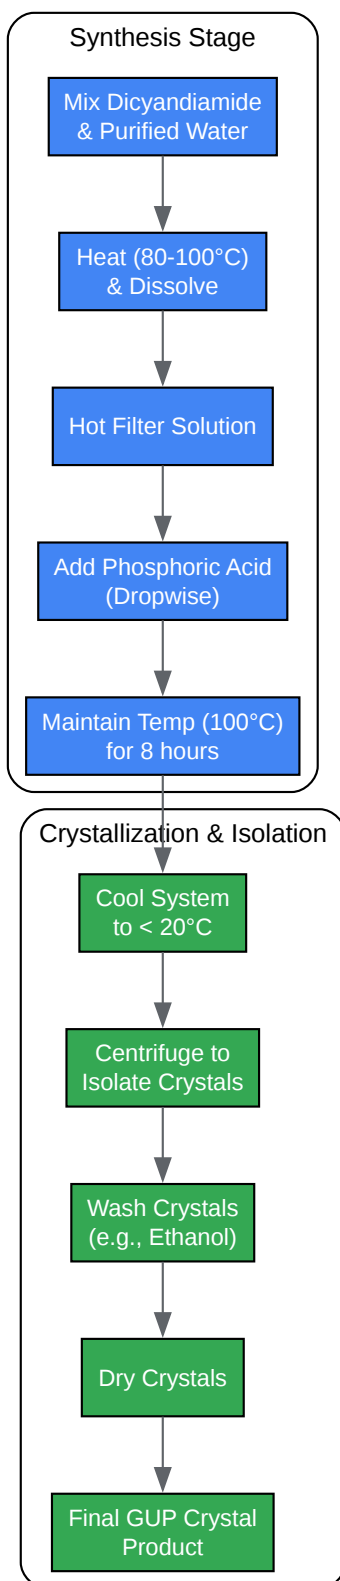 Synthesis Stage
Mix Dicyandiamide
& Purified Water
Heat (80-100°C)
& Dissolve
Hot Filter Solution
Add Phosphoric Acid
(Dropwise)
Maintain Temp (100°C)
for 8 hours
Crystallization & Isolation
Cool System
to < 20°C
Centrifuge to
Isolate Crystals
Wash Crystals
(e.g., Ethanol)
Dry Crystals
Final GUP Crystal
Product